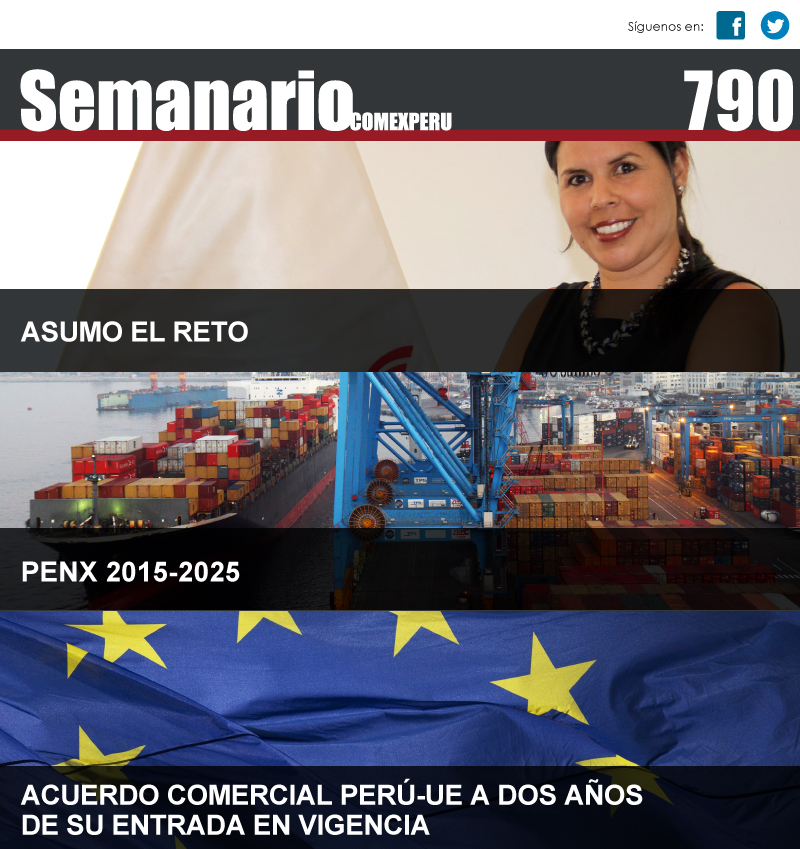 Síguenos en:
Semanario COMEXPERU 790
ASUMO EL RETO
PENX 2015-2025
ACUERDO COMERCIAL PERÚ-UE A DOS AÑOS
DE SU ENTRADA EN VIGENCIA